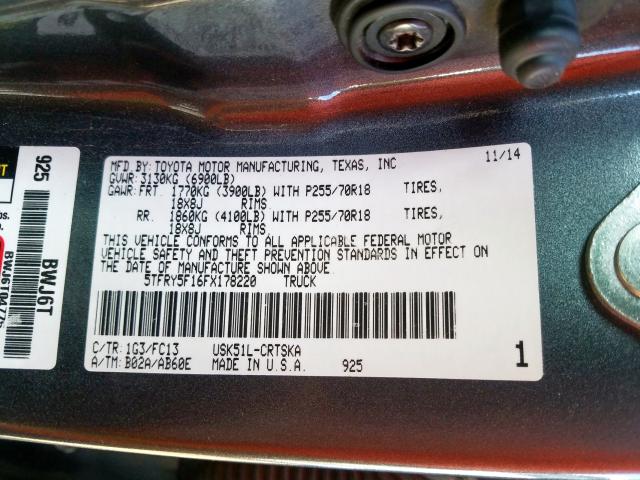 MFD BY: TOYOTA MOTOR MANUFACTURING, TEXAS, INC 11/14
GVWR: 3130KG (6900LB)
GAWR: FRT. 1770KG (3900LB) WITH P255/70R18 TIRES,
18X8J RIMS.
RR. 1860KG (4100LB) WITH P255/70R18 TIRES,
18X8J RIMS.
THIS VEHICLE CONFORMS TO ALL APPLICABLE FEDERAL MOTOR
VEHICLE SAFETY AND THEFT PREVENTION STANDARDS IN EFFECT ON
THE DATE OF MANUFACTURE SHOWN ABOVE
5TFRY5F16FX178220 TRUCK
C/TR: 1G3/FC13 USK51L-CRTSKA
A/TM: B02A/AB60E MADE IN U.S.A. 925 1
925
BWJ6T